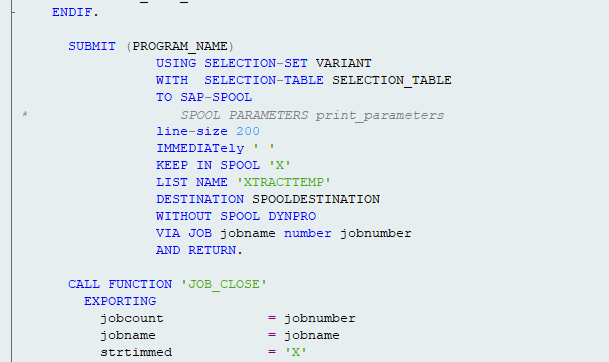 ENDIF.
SUBMIT (PROGRAM_NAME)
USING SELECTION-SET VARIANT
WITH SELECTION-TABLE SELECTION_TABLE
TO SAP-SPOOL
* SPOOL PARAMETERS print_parameters
line-size 200
IMMEDIATely ' '
KEEP IN SPOOL 'X'
LIST NAME 'XTRACTTEMP'
DESTINATION SPOOLDESTINATION
WITHOUT SPOOL DYNPRO
VIA JOB jobname number jobnumber
AND RETURN.
CALL FUNCTION 'JOB_CLOSE'
EXPORTING
jobcount = jobnumber
jobname = jobname
strtimmed = 'X'